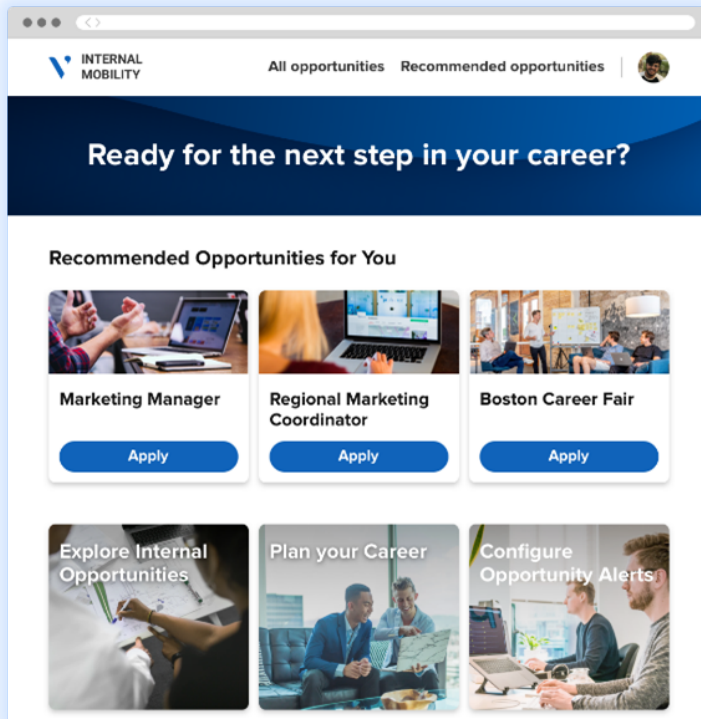 INTERNAL
MOBILITY
All opportunities
Recommended opportunities
Ready for the next step in your career?
Recommended Opportunities for You
Marketing Manager
Apply
Regional Marketing
Coordinator
Apply
Boston Career Fair
Apply
Explore Internal
Opportunities
Plan your Career
Configure
Opportunity Alerts